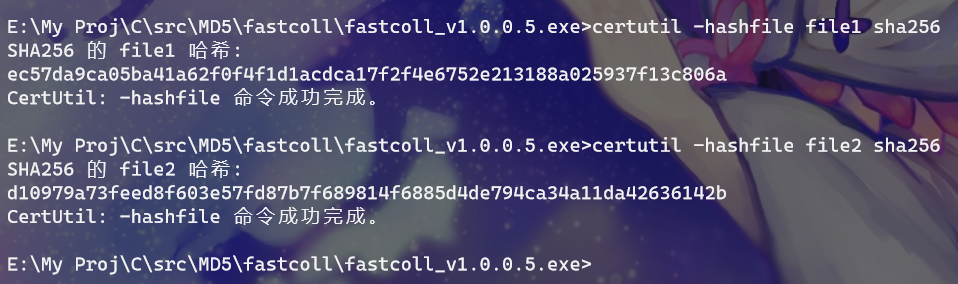 E:\My Proj\C\src\MD5\fastcoll\fastcoll_v1.0.0.5.exe>certutil -hashfile file1 sha256
SHA256 的 file1 哈希:
ec57da9ca05ba41a62f0f4f1d1acdca17f2f4e6752e213188a025937f13c806a
CertUtil: -hashfile 命令成功完成。
E:\My Proj\C\src\MD5\fastcoll\fastcoll_v1.0.0.5.exe>certutil -hashfile file2 sha256
SHA256 的 file2 哈希:
d10979a73feed8f603e57fd87b7f689814f6885d4de794ca34a11da42636142b
CertUtil: -hashfile 命令成功完成。
E:\My Proj\C\src\MD5\fastcoll\fastcoll_v1.0.0.5.exe>